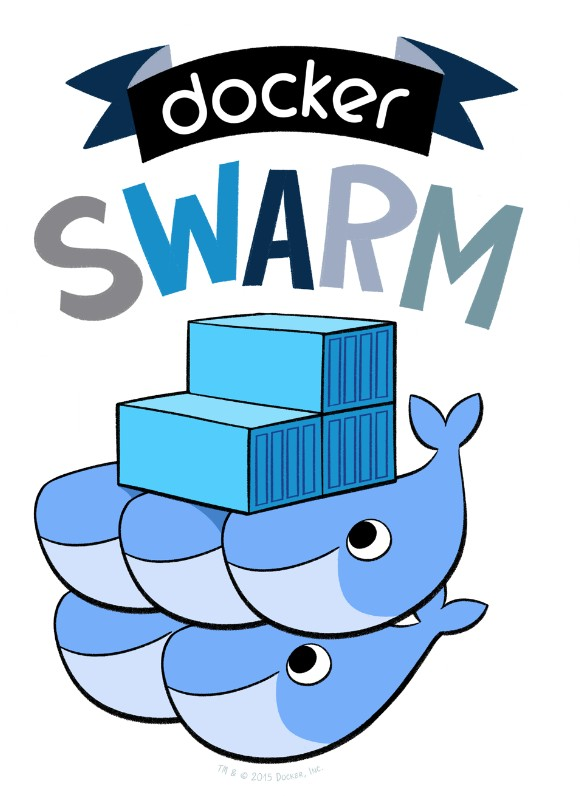 docker
SWARM
TM & © 2015 Docker, Inc.